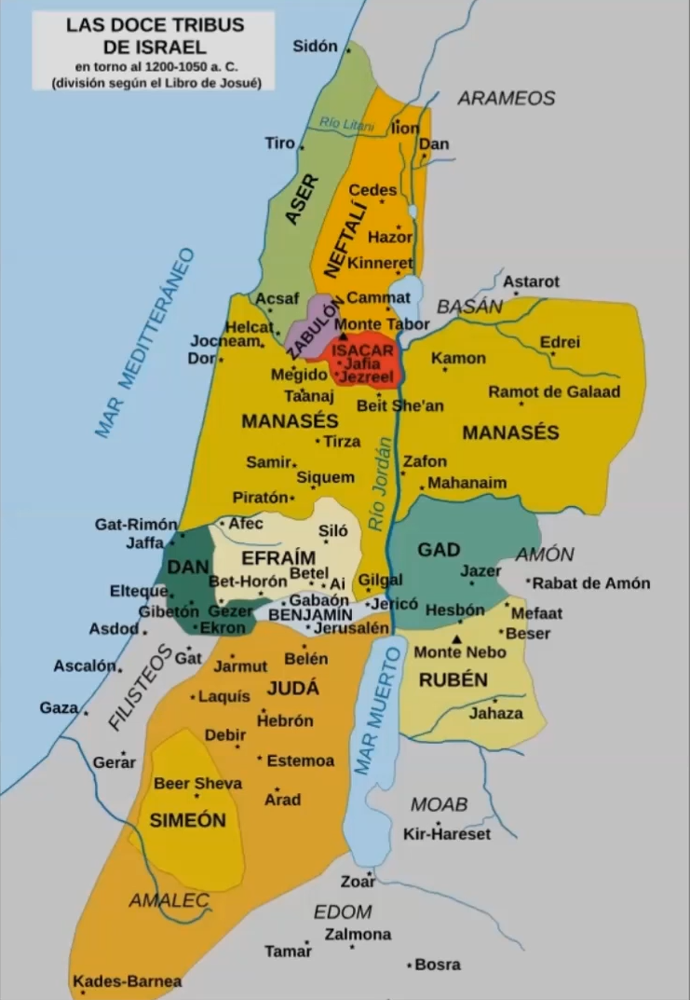 LAS DOCE TRIBUS
DE ISRAEL
en torno al 1200-1050 a. C.
(división según el Libro de Josué)
Sidón
ARAMEOS
Río Litani
Iion
Tiro
Dan
ASER
Cedes
NEFTALÍ
Hazor
Kinneret
MAR MEDITTERÁNEO
Astarot
Acsaf
Cammat
BASÁN
ZABULÓN
Helcat
Monte Tabor
Jocneam
Edrei
ISACAR
Dor
Kamon
Jafia
Megido
Jezreel
Taanaj
Ramot de Galaad
Beit She'an
MANASÉS
MANASÉS
Tirza
Samir
Zafon
Siquem
Mahanaim
Río Jordán
Piratón
Gat-Rimón
Afec
Siló
Jaffa
GAD
AMÓN
EFRAÍM
DAN
Betel
Jazer
Bet-Horón
Ai
Gilgal
Rabat de Amón
Elteque
Gabaón
Jericó
Gibetón
Gezer
BENJAMÍN
Hesbón
Mefaat
Asdod
Ekron
Jerusalén
Beser
Gat
Belén
Monte Nebo
Ascalón
Jarmut
RUBÉN
FILISTEOS
JUDÁ
Laquís
Gaza
Jahaza
Hebrón
MAR MUERTO
Debir
Gerar
Estemoa
Beer Sheva
Arad
MOAB
SIMEÓN
Kir-Hareset
Zoar
AMALEC
EDOM
Zalmona
Tamar
Bosra
Kades-Barnea